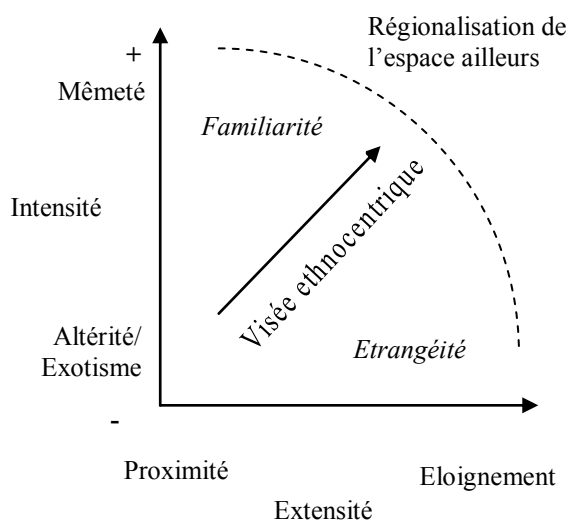 Régionalisation de
l'espace ailleurs
+
Mêmeté
Familiarité
Intensité
Visée ethnocentrique
Altérité/
Exotisme
Etrangéité
-
Proximité
Eloignement
Extensité